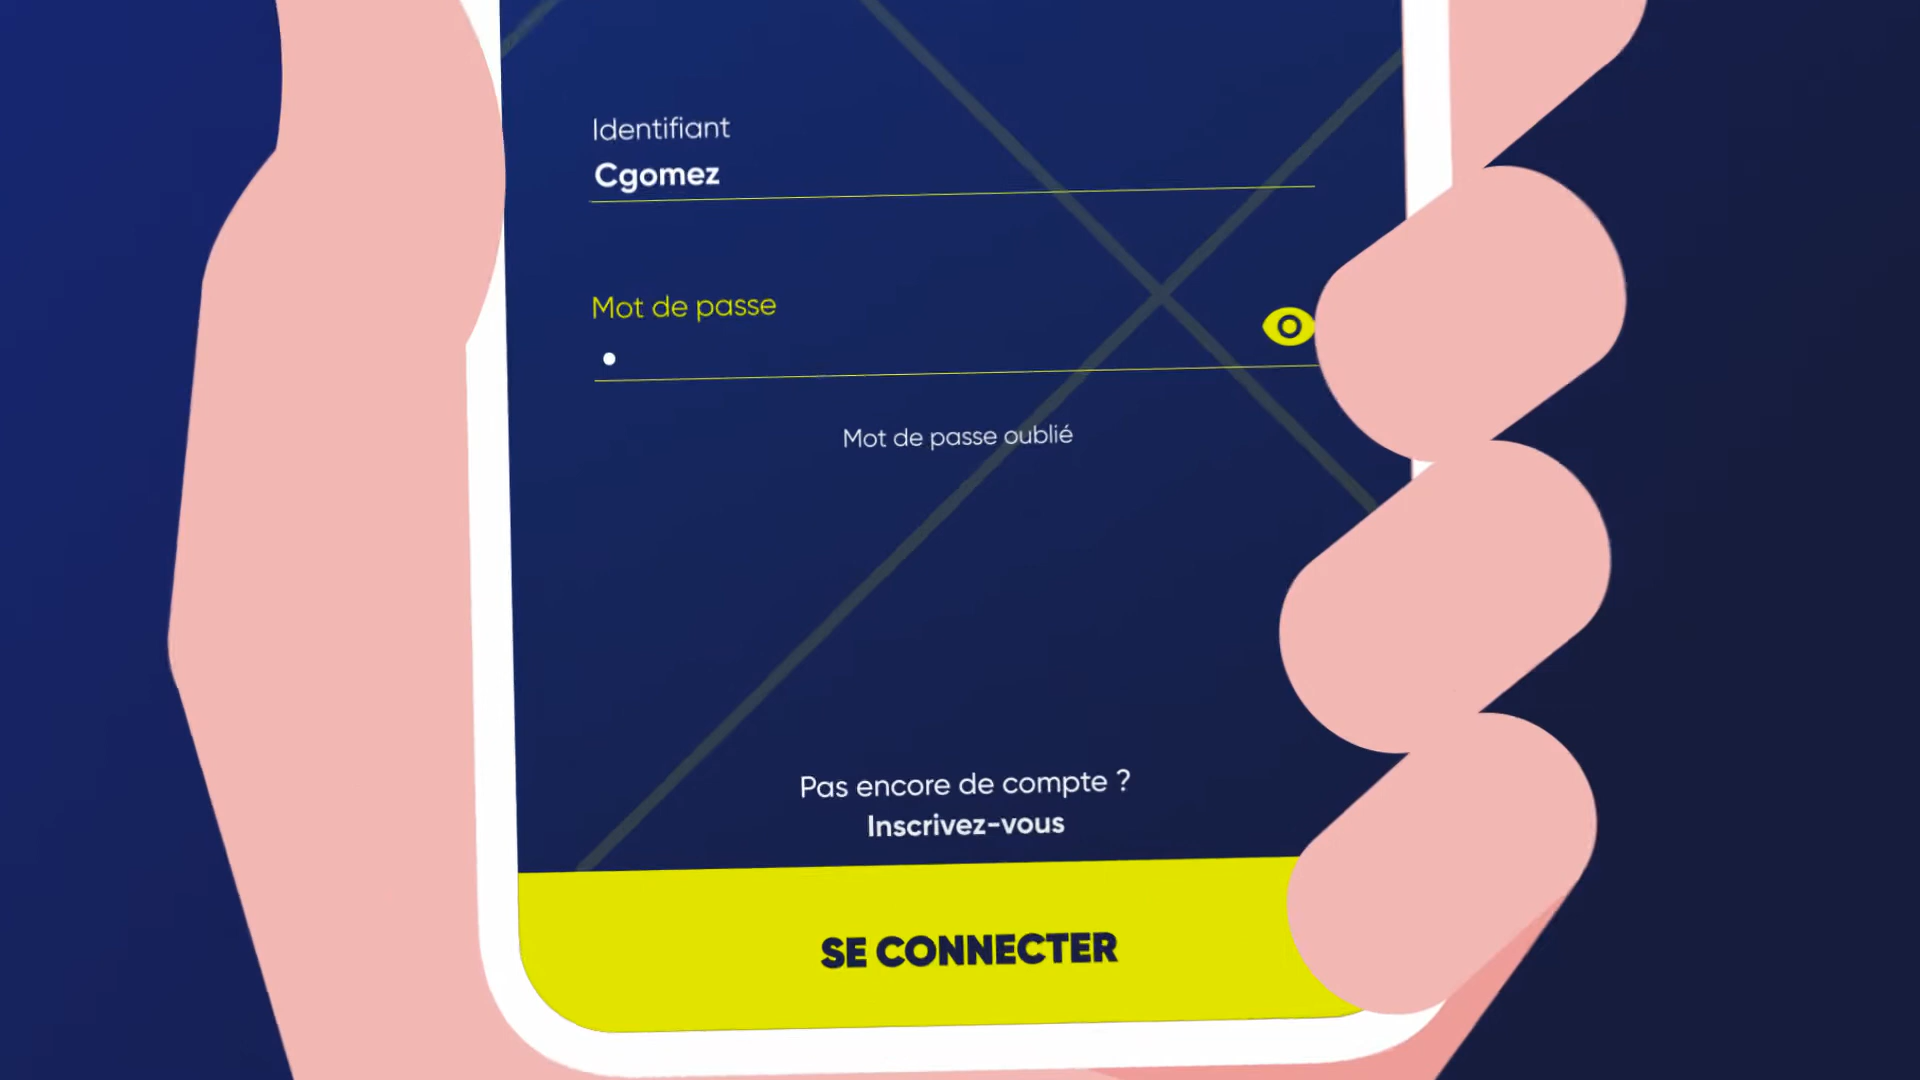 Identifiant
Cgomez
Mot de passe
•
Mot de passe oublié
Pas encore de compte ?
Inscrivez-vous
SE CONNECTER